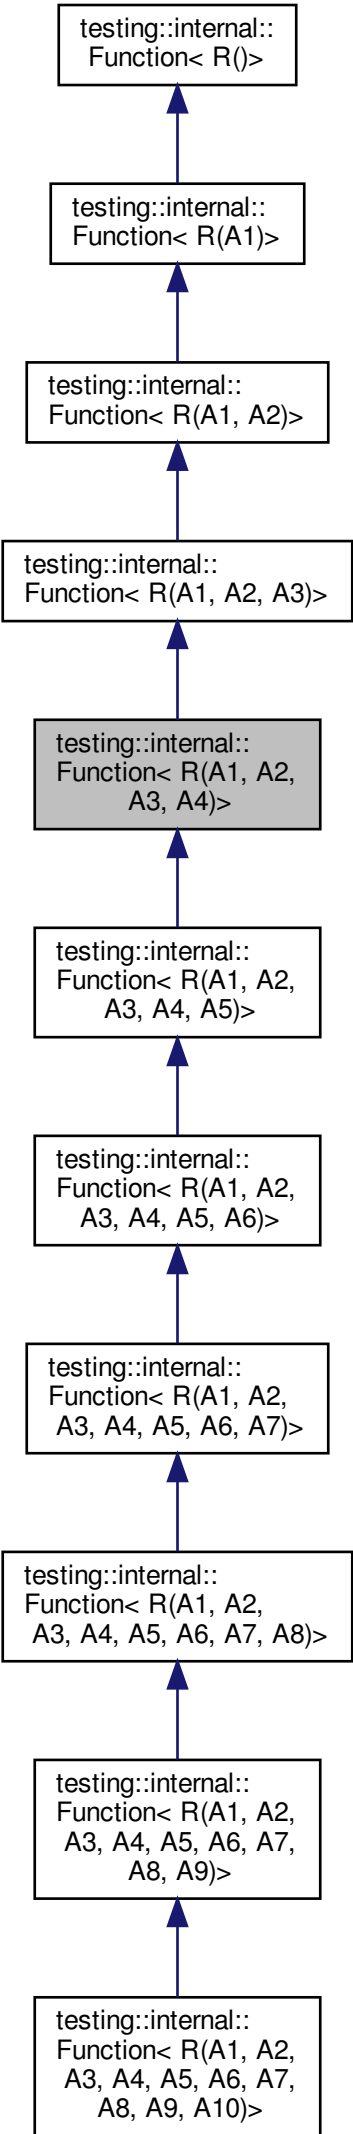 testing::internal::
Function< R()>
testing::internal::
Function< R(A1)>
testing::internal::
Function< R(A1, A2)>
testing::internal::
Function< R(A1, A2, A3)>
testing::internal::
Function< R(A1, A2,
A3, A4)>
testing::internal::
Function< R(A1, A2,
A3, A4, A5)>
testing::internal::
Function< R(A1, A2,
A3, A4, A5, A6)>
testing::internal::
Function< R(A1, A2,
A3, A4, A5, A6, A7)>
testing::internal::
Function< R(A1, A2,
A3, A4, A5, A6, A7, A8)>
testing::internal::
Function< R(A1, A2,
A3, A4, A5, A6, A7,
A8, A9)>
testing::internal::
Function< R(A1, A2,
A3, A4, A5, A6, A7,
A8, A9, A10)>